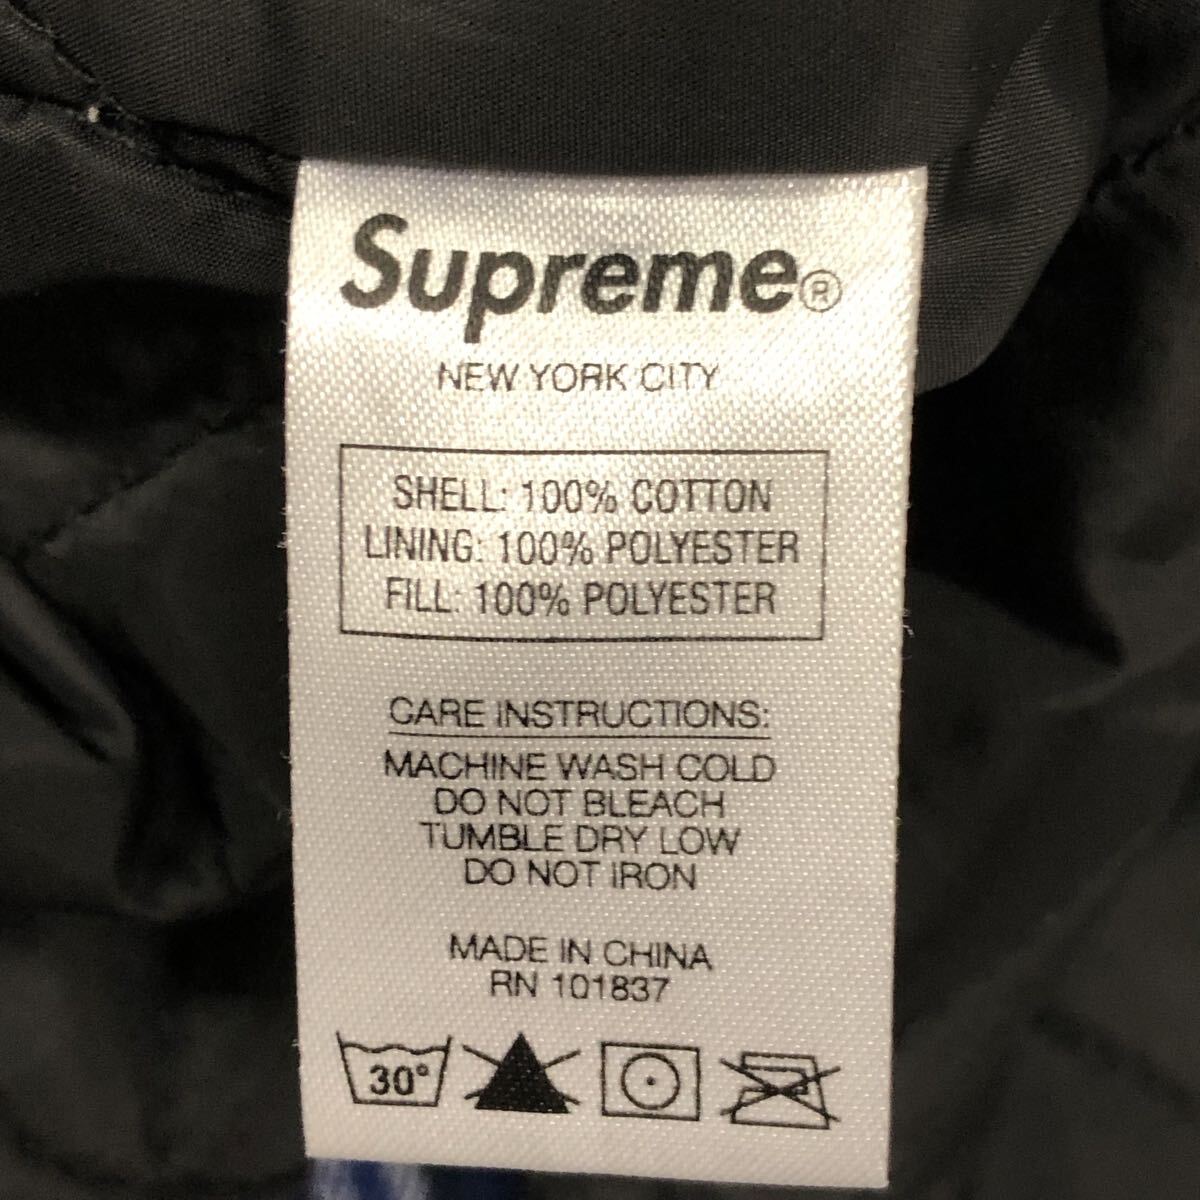 Supreme®
NEW YORK CITY
SHELL: 100% COTTON
LINING: 100% POLYESTER
FILL: 100% POLYESTER
CARE INSTRUCTIONS:
MACHINE WASH COLD
DO NOT BLEACH
TUMBLE DRY LOW
DO NOT IRON
MADE IN CHINA
RN 101837
30°